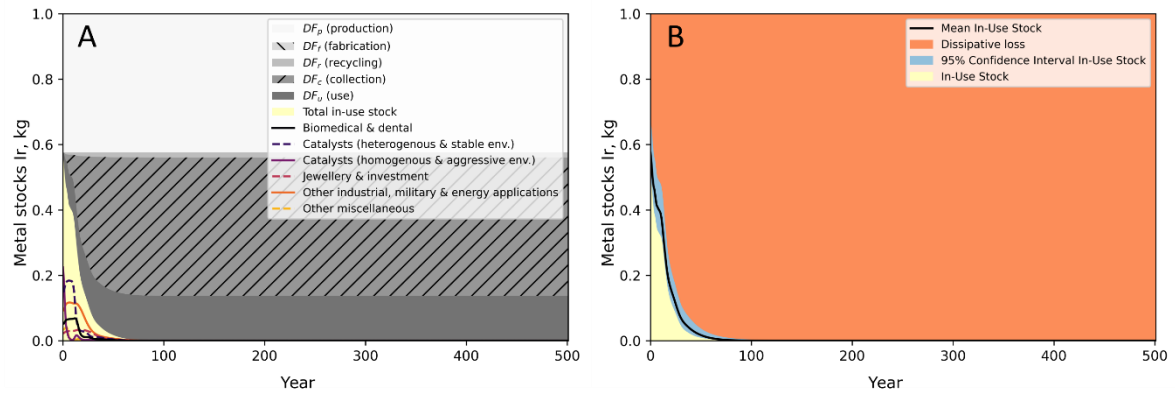 A
1.0
0.8
0.6
0.4
0.2
0.0
Metal stocks Ir, kg
0
100
200
300
400
500
Year
DFp (production)
DFf (fabrication)
DFr (recycling)
DFc (collection)
DFu (use)
Total in-use stock
Biomedical & dental
Catalysts (heterogenous & stable env.)
Catalysts (homogenous & aggressive env.)
Jewellery & investment
Other industrial, military & energy applications
Other miscellaneous
B
1.0
0.8
0.6
0.4
0.2
0.0
Metal stocks Ir, kg
0
100
200
300
400
500
Year
Mean In-Use Stock
Dissipative loss
95% Confidence Interval In-Use Stock
In-Use Stock